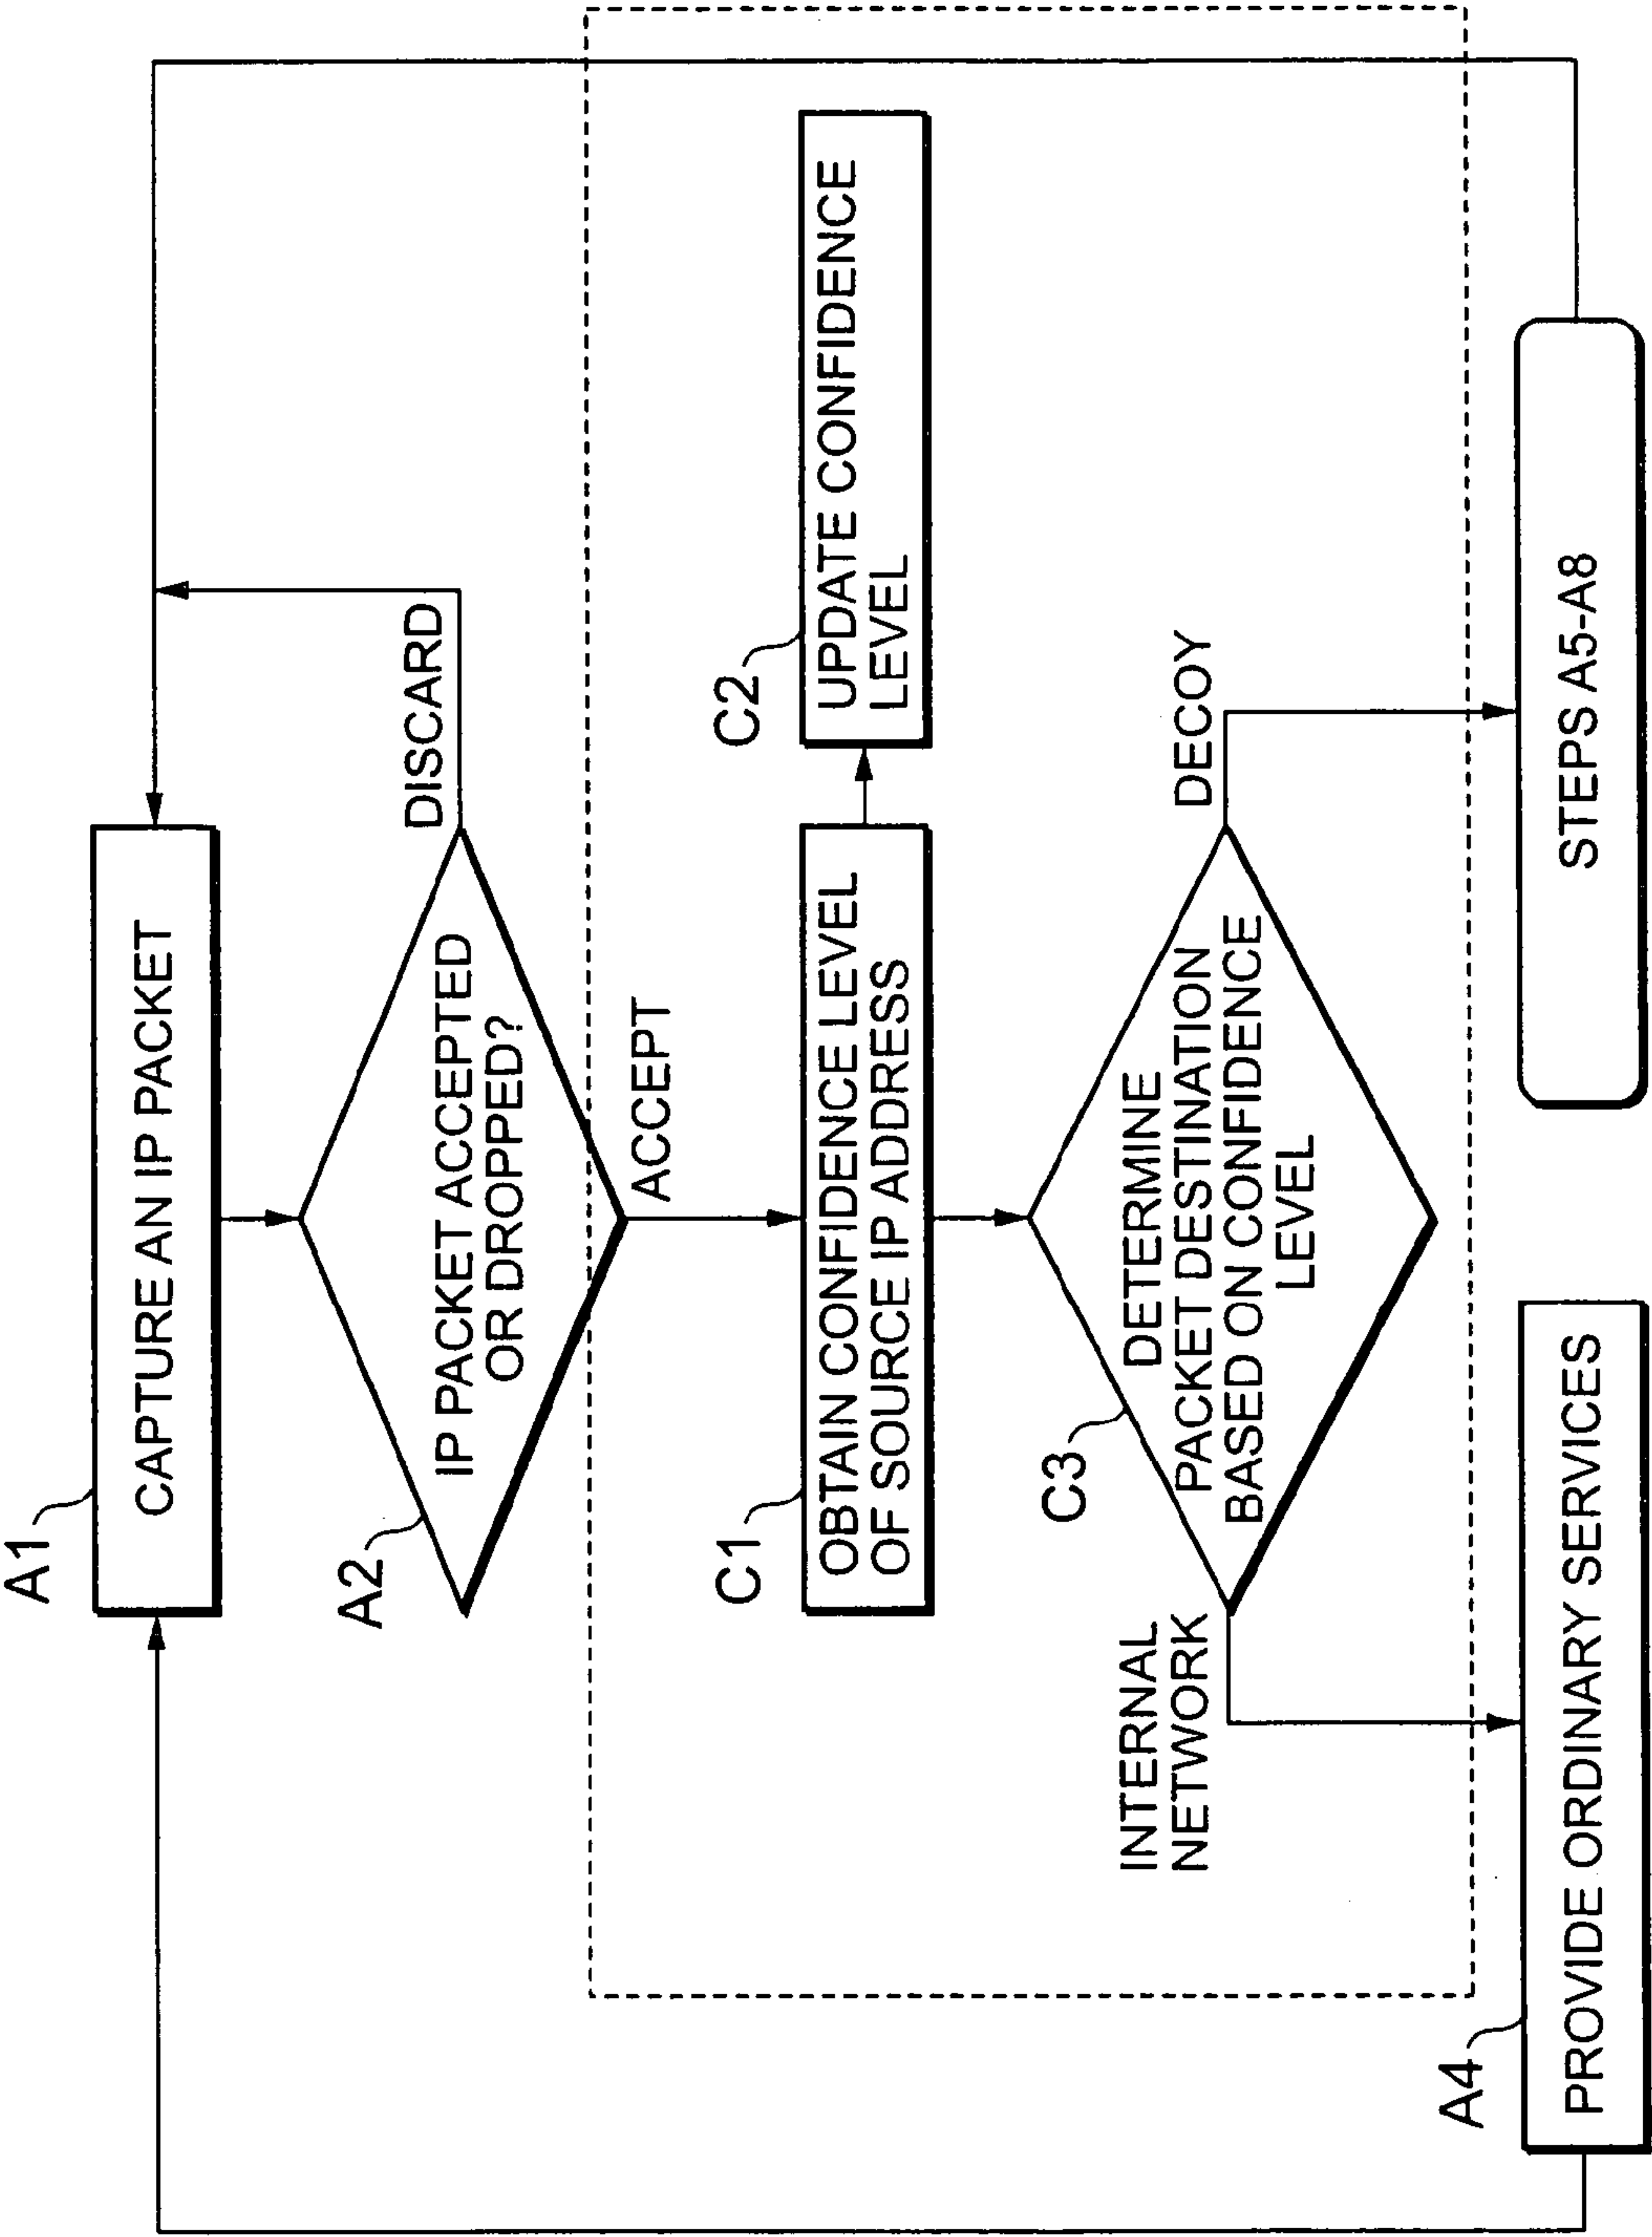 A1
CAPTURE AN IP PACKET
A2
IP PACKET ACCEPTED
OR DROPPED?
DISCARD
ACCEPT
C1
OBTAIN CONFIDENCE LEVEL
OF SOURCE IP ADDRESS
C2
UPDATE CONFIDENCE
LEVEL
C3
DETERMINE
PACKET DESTINATION
BASED ON CONFIDENCE
LEVEL
INTERNAL
NETWORK
DECOY
A4
PROVIDE ORDINARY SERVICES
STEPS A5-A8